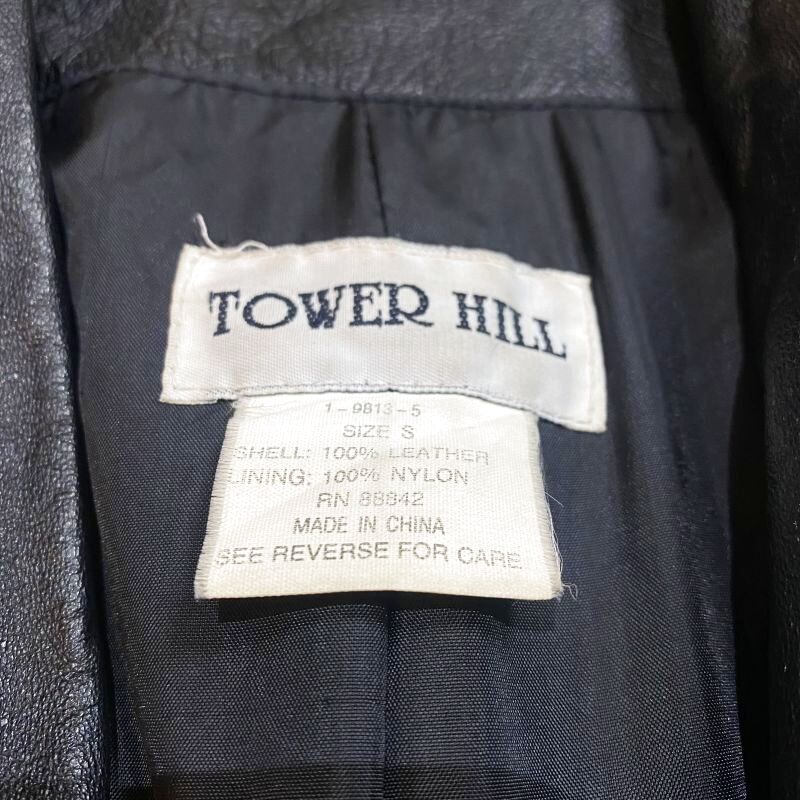 TOWER HILL
1-9813-5
SIZE S
SHELL: 100% LEATHER
LINING: 100% NYLON
RN 88842
MADE IN CHINA
SEE REVERSE FOR CARE